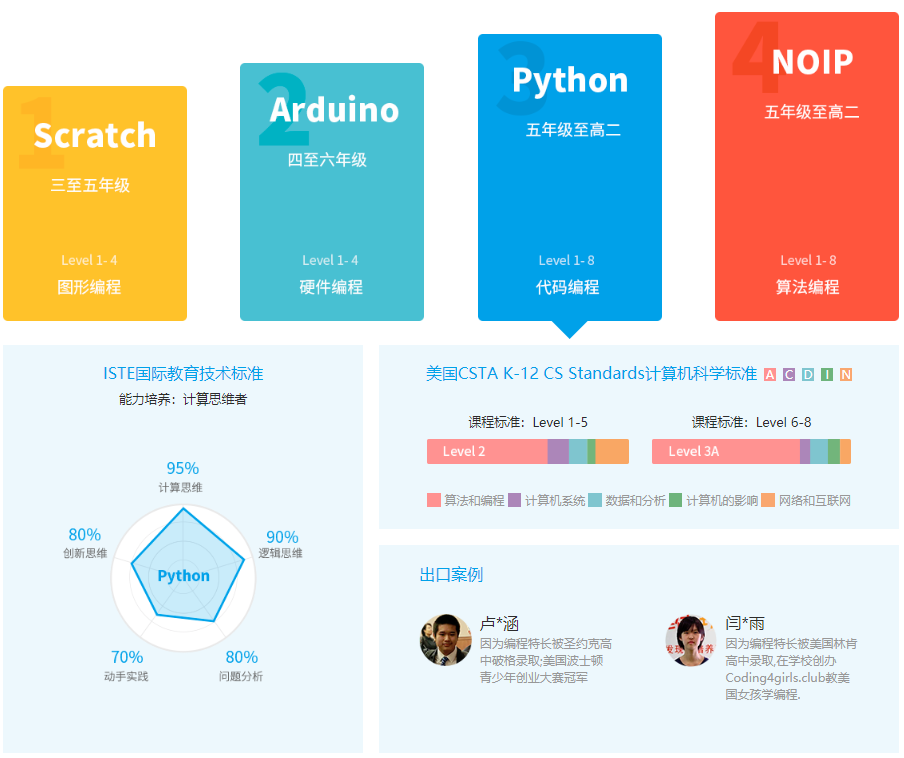 1
Scratch
三至五年级
Level 1- 4
图形编程
2
Arduino
四至六年级
Level 1- 4
硬件编程
3
Python
五年级至高二
Level 1- 8
代码编程
4
NOIP
五年级至高二
Level 1- 8
算法编程
ISTE国际教育技术标准
能力培养：计算思维者
95%
计算思维
80%
创新思维
90%
逻辑思维
Python
70%
动手实践
80%
问题分析
美国CSTA K-12 CS Standards计算机科学标准 A C D I N
课程标准：Level 1-5
课程标准：Level 6-8
Level 2
Level 3A
算法和编程 计算机系统 数据和分析 计算机的影响 网络和互联网
出口案例
卢*涵
因为编程特长被圣约克高
中破格录取;美国波士顿
青少年创业大赛冠军
闫*雨
因为编程特长被美国林肯
高中录取,在学校创办
Coding4girls.club教美
国女孩学编程.